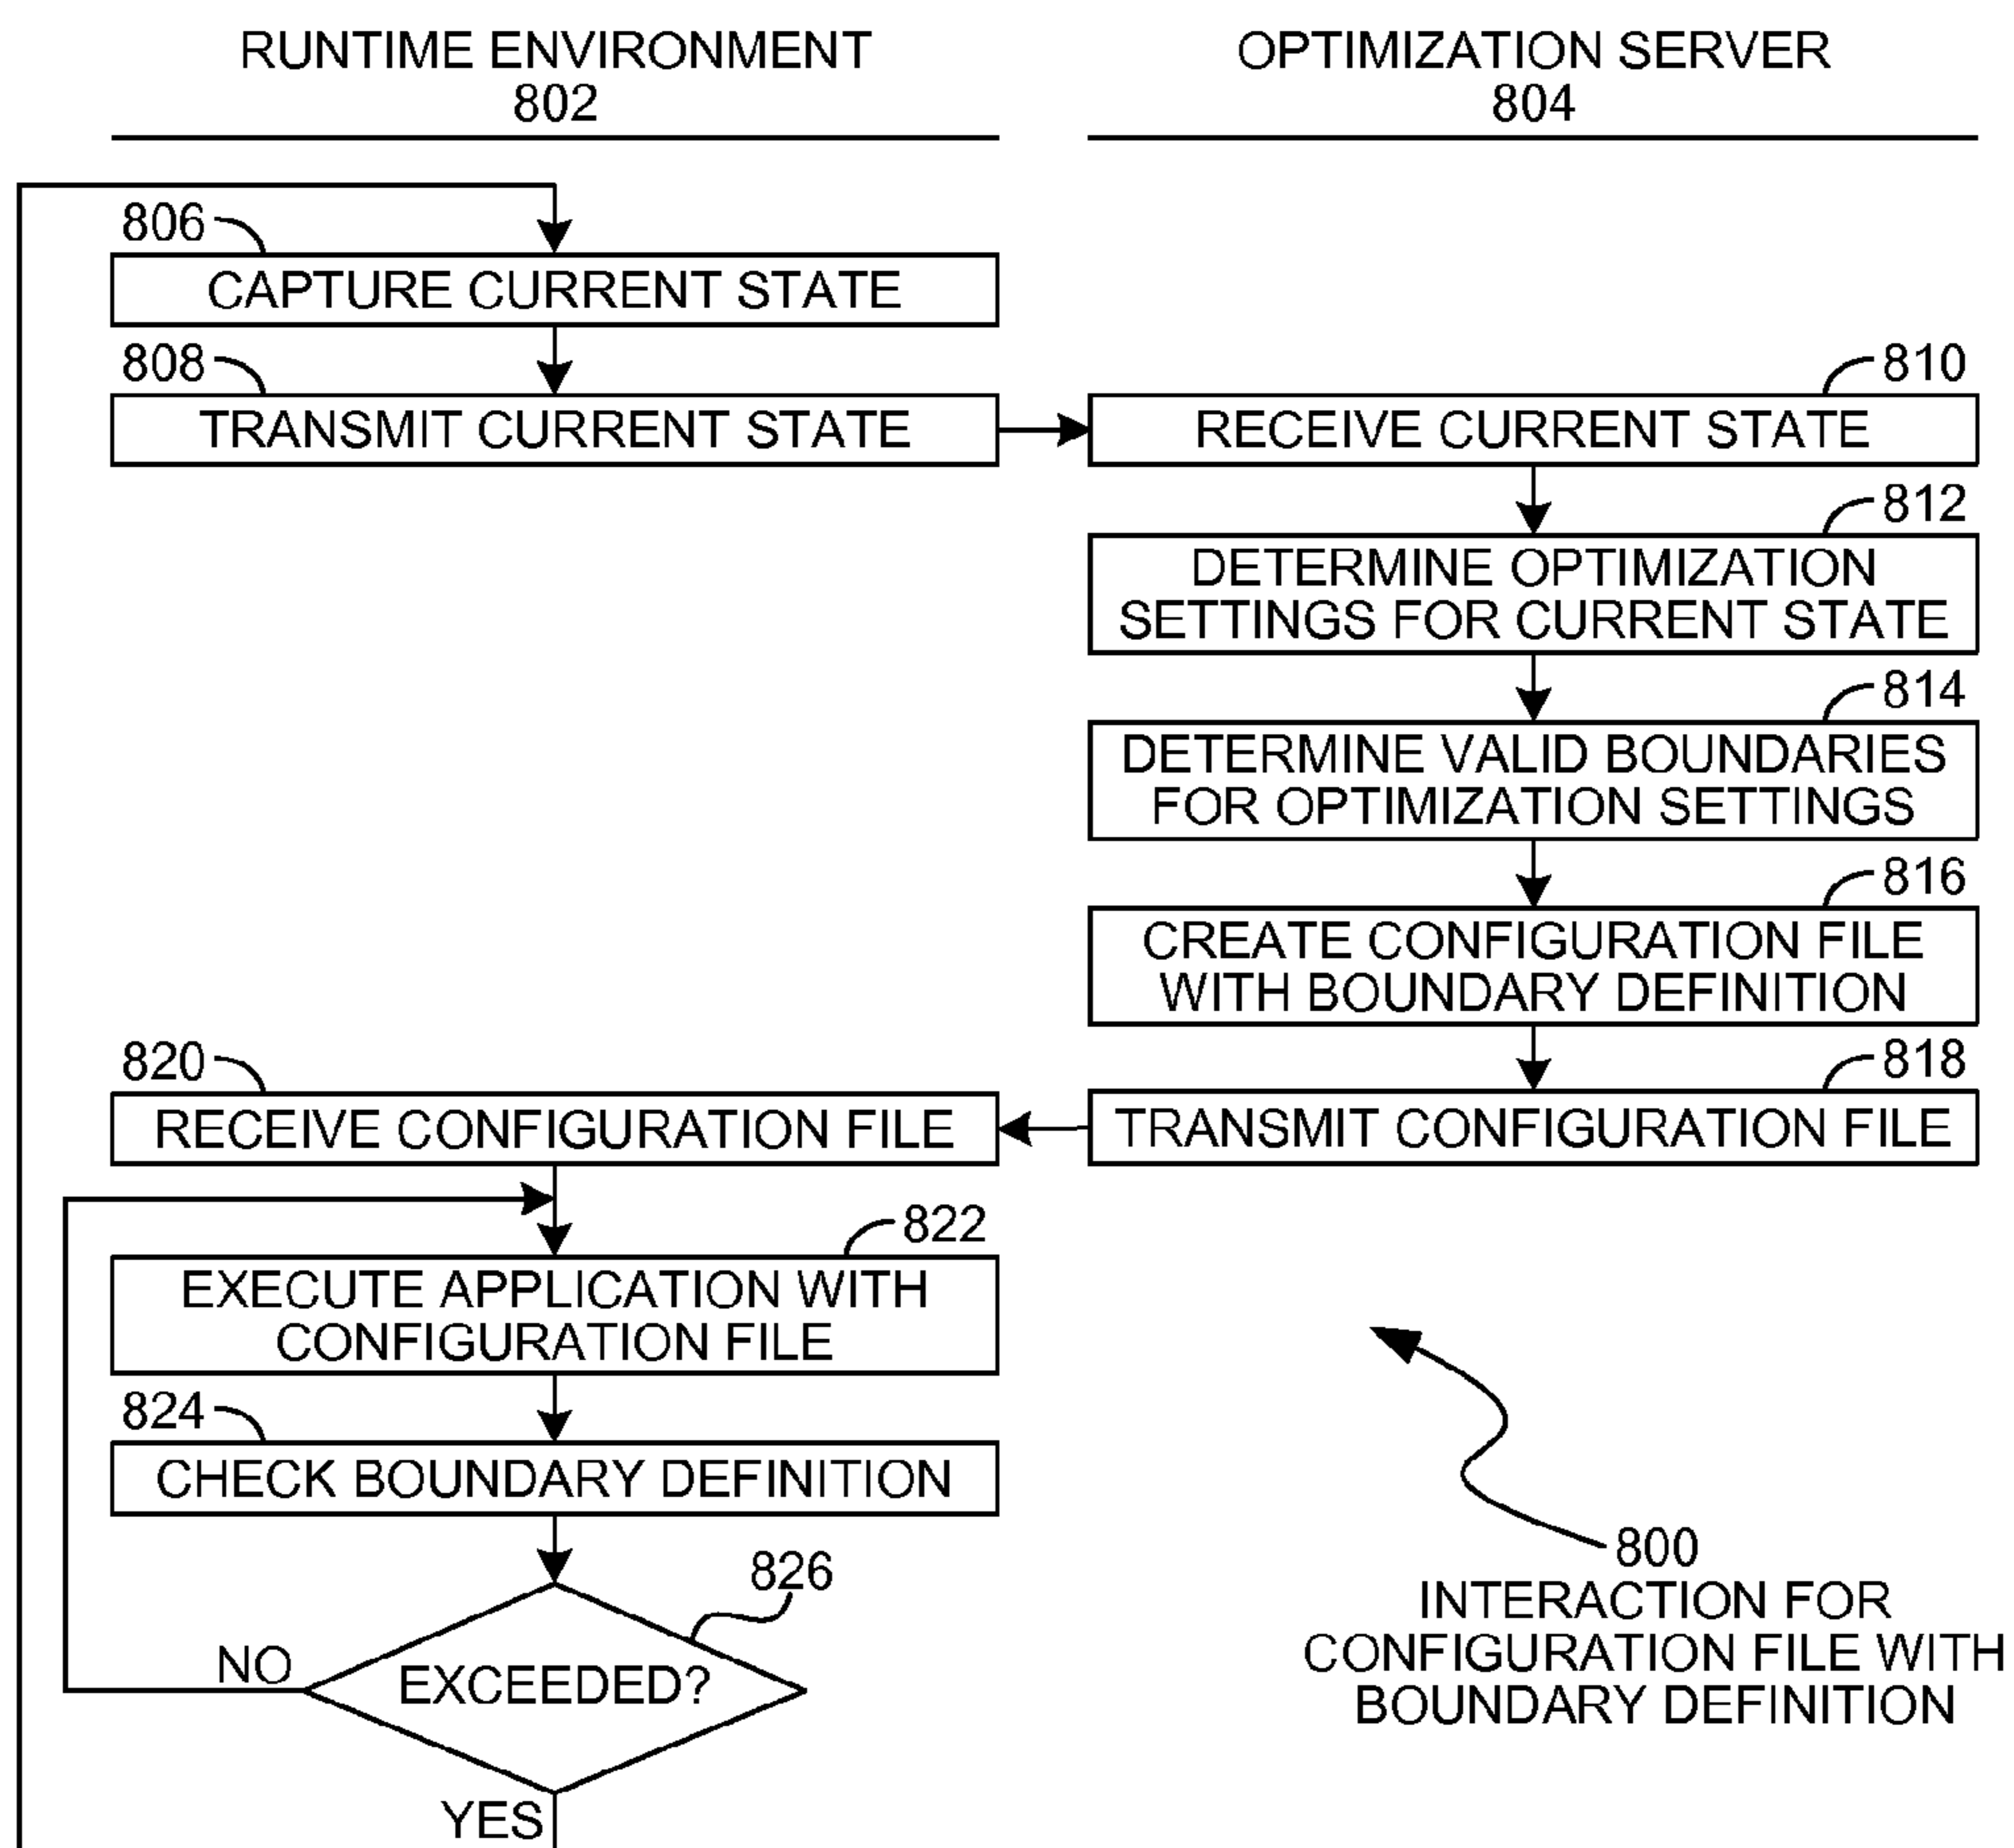 RUNTIME ENVIRONMENT
802
OPTIMIZATION SERVER
804
806
CAPTURE CURRENT STATE
808
TRANSMIT CURRENT STATE
810
RECEIVE CURRENT STATE
812
DETERMINE OPTIMIZATION
SETTINGS FOR CURRENT STATE
814
DETERMINE VALID BOUNDARIES
FOR OPTIMIZATION SETTINGS
816
CREATE CONFIGURATION FILE
WITH BOUNDARY DEFINITION
818
TRANSMIT CONFIGURATION FILE
820
RECEIVE CONFIGURATION FILE
822
EXECUTE APPLICATION WITH
CONFIGURATION FILE
824
CHECK BOUNDARY DEFINITION
826
EXCEEDED?
NO
YES
800
INTERACTION FOR
CONFIGURATION FILE WITH
BOUNDARY DEFINITION